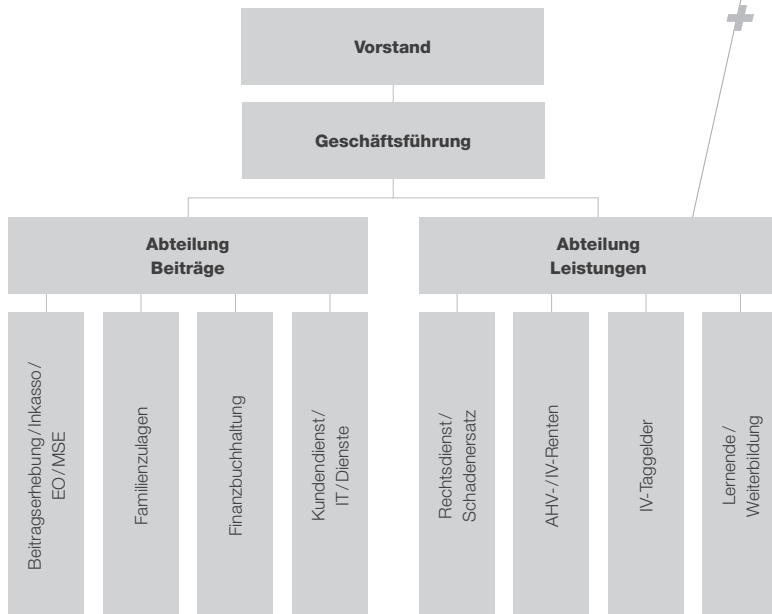 Vorstand
Geschäftsführung
Abteilung
Beiträge
Abteilung
Leistungen
Beitragserhebung/Inkasso/
EO/MSE
Familienzulagen
Finanzbuchhaltung
Kundendienst/
IT/Dienste
Rechtsdienst/
Schadenersatz
AHV-/IV-Renten
IV-Taggelder
Lernende/
Weiterbildung